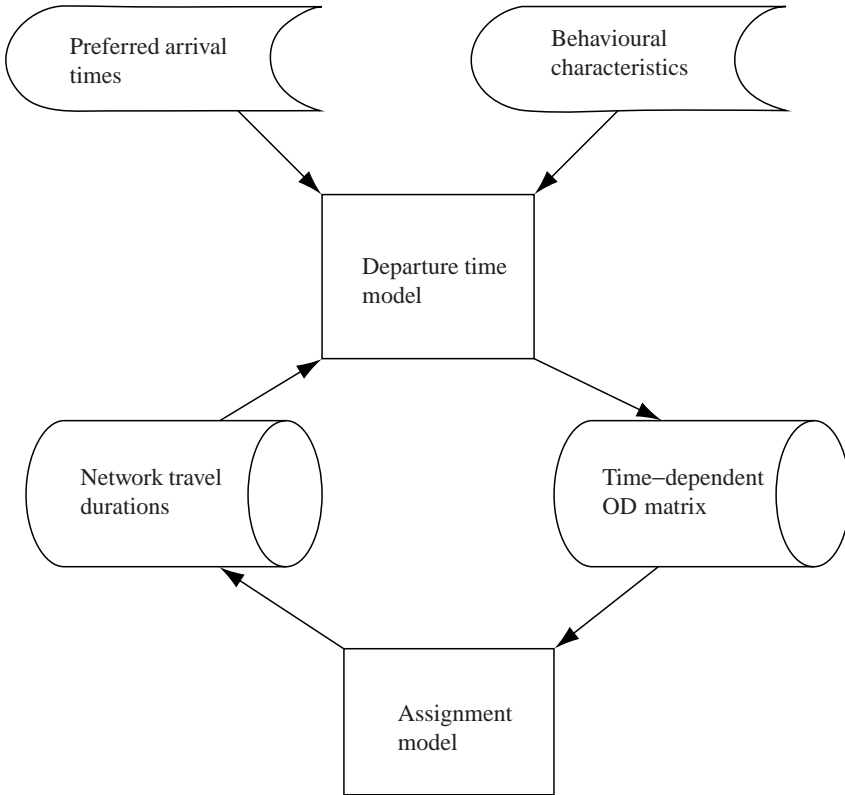 Preferred arrival
times
Behavioural
characteristics
Departure time
model
Network travel
durations
Time−dependent
OD matrix
Assignment
model